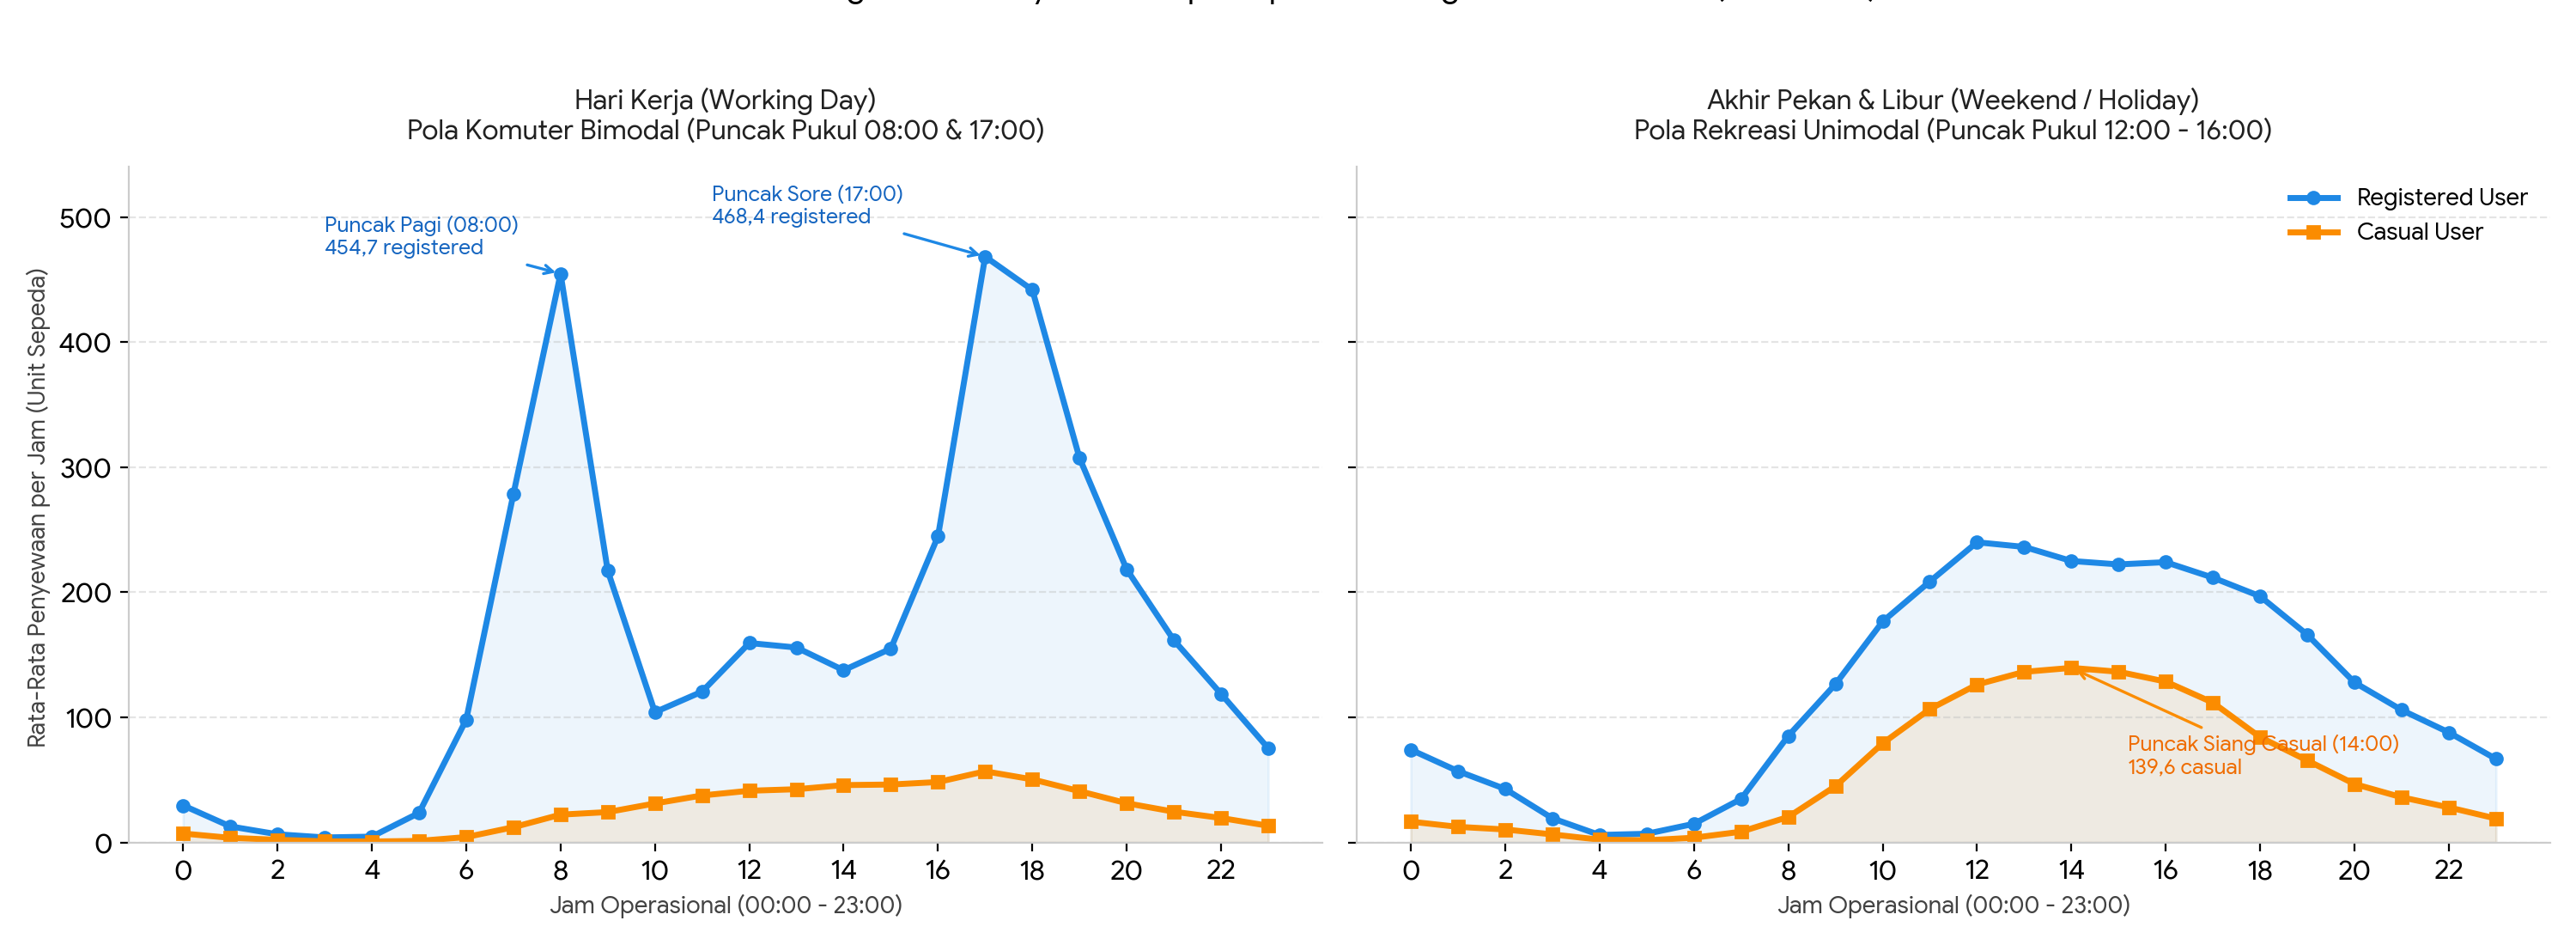 Hari Kerja (Working Day)
Pola Komuter Bimodal (Puncak Pukul 08:00 & 17:00)
Puncak Pagi (08:00)
454,7 registered
Puncak Sore (17:00)
468,4 registered
Rata-Rata Penyewaan per Jam (Unit Sepeda)
500
400
300
200
100
0
0 2 4 6 8 10 12 14 16 18 20 22
Jam Operasional (00:00 - 23:00)
Akhir Pekan & Libur (Weekend / Holiday)
Pola Rekreasi Unimodal (Puncak Pukul 12:00 - 16:00)
Registered User
Casual User
Puncak Siang Casual (14:00)
139,6 casual
0 2 4 6 8 10 12 14 16 18 20 22
Jam Operasional (00:00 - 23:00)